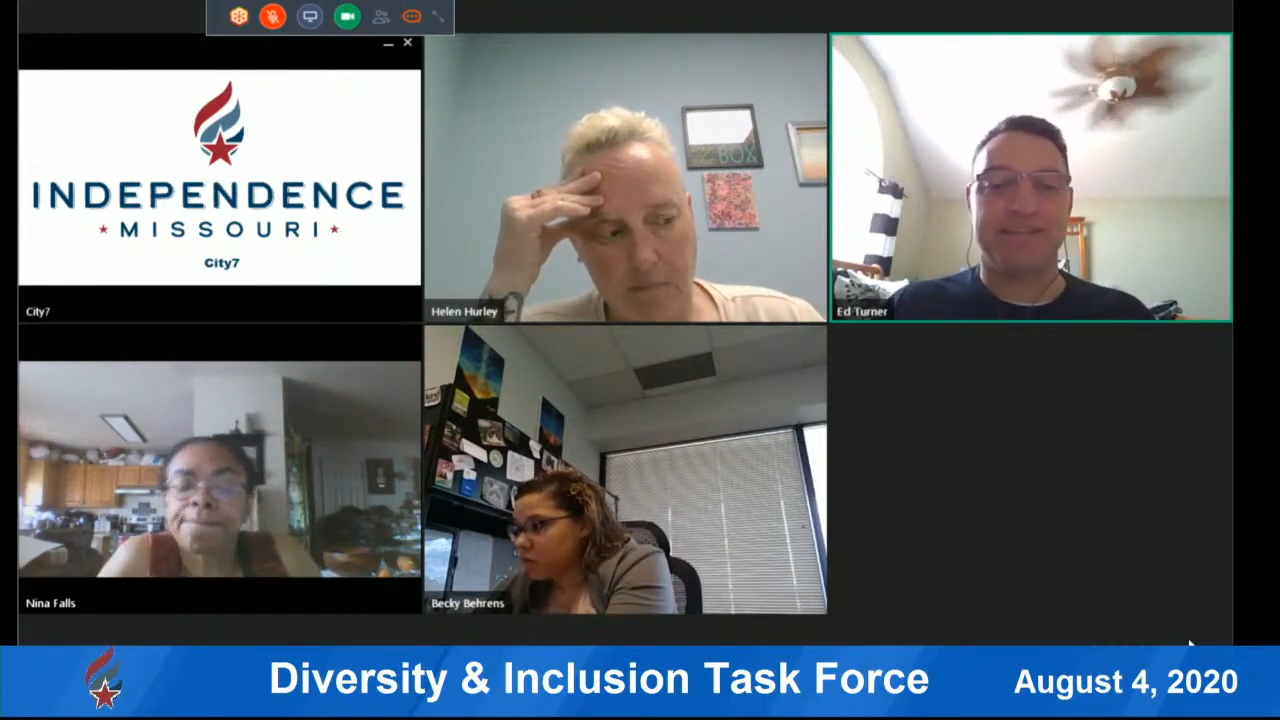 INDEPENDENCE
MISSOURI
City7
City7
BOX
Helen Hurley
Ed Turner
Nina Falls
Becky Behrens
Diversity & Inclusion Task Force
August 4, 2020